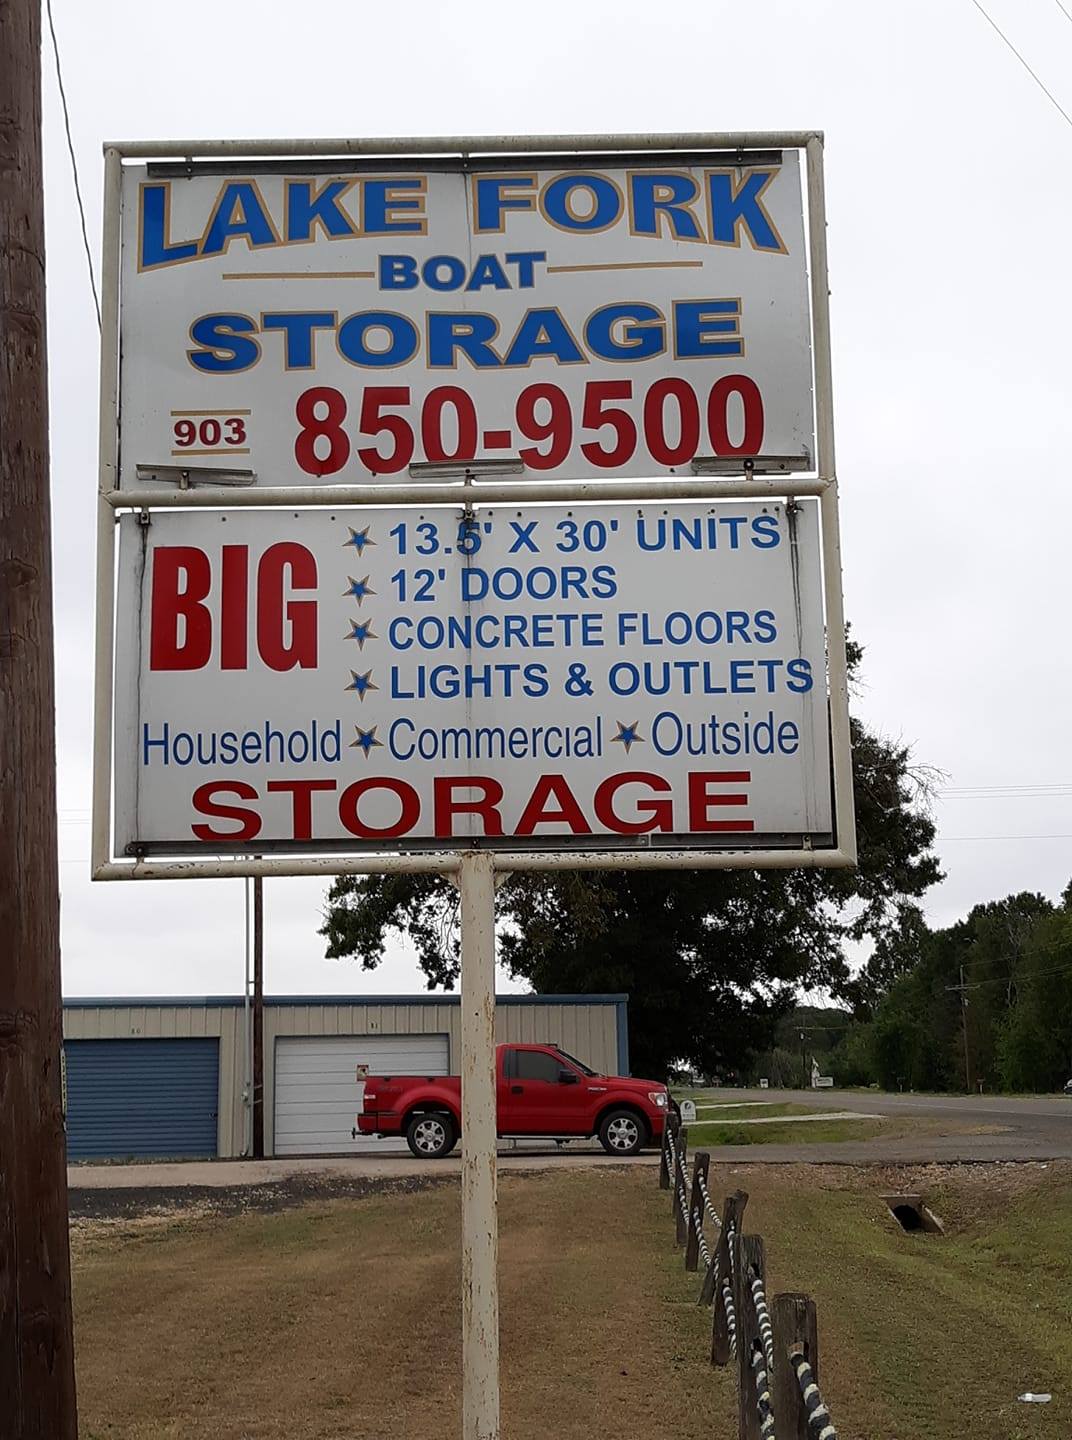 LAKE FORK
BOAT
STORAGE
903 850-9500
BIG
13.5' X 30' UNITS
12' DOORS
CONCRETE FLOORS
LIGHTS & OUTLETS
Household ★ Commercial ★ Outside
STORAGE